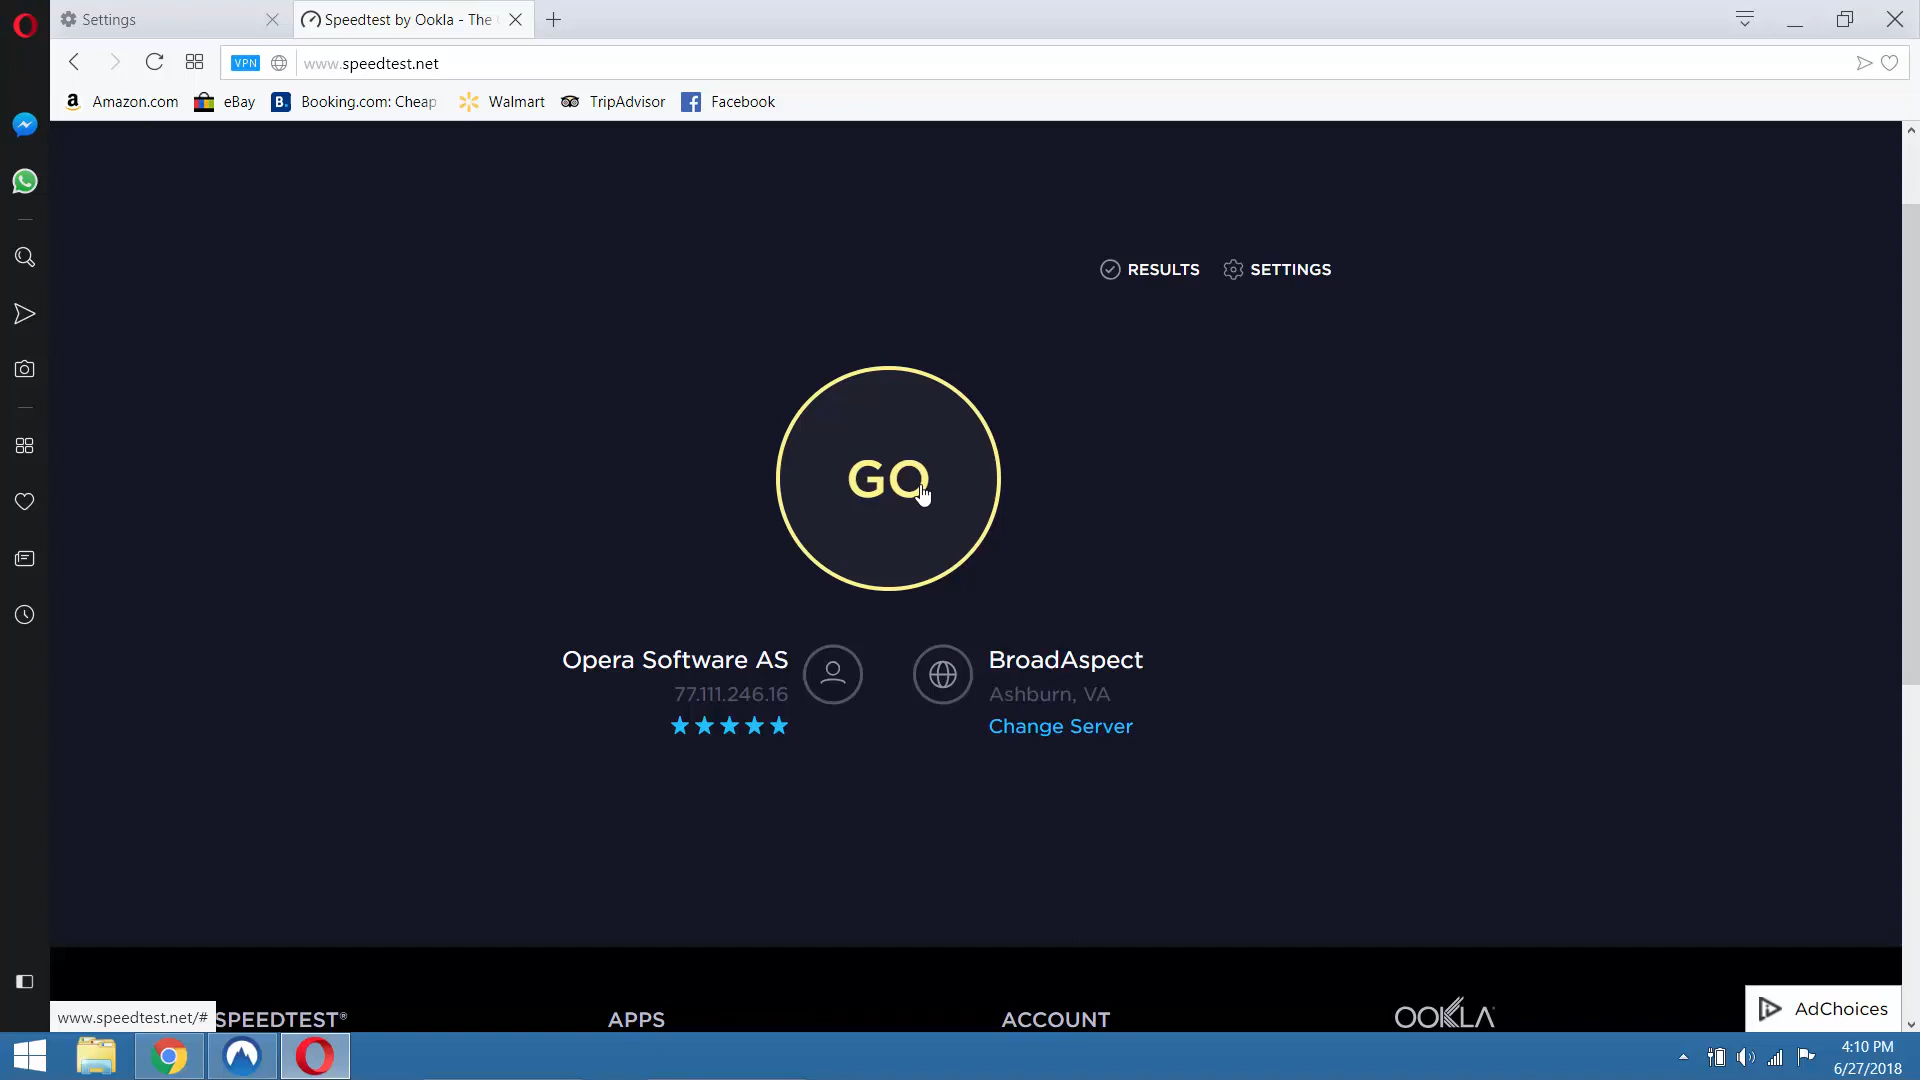 Settings
Speedtest by Ookla - The
VPN
www.speedtest.net
Amazon.com
eBay
Booking.com: Cheap
Walmart
TripAdvisor
Facebook
RESULTS
SETTINGS
GO
Opera Software AS
77.111.246.16
BroadAspect
Ashburn, VA
Change Server
www.speedtest.net/#
SPEEDTEST®
APPS
ACCOUNT
OOKLA
AdChoices
4:10 PM
6/27/2018